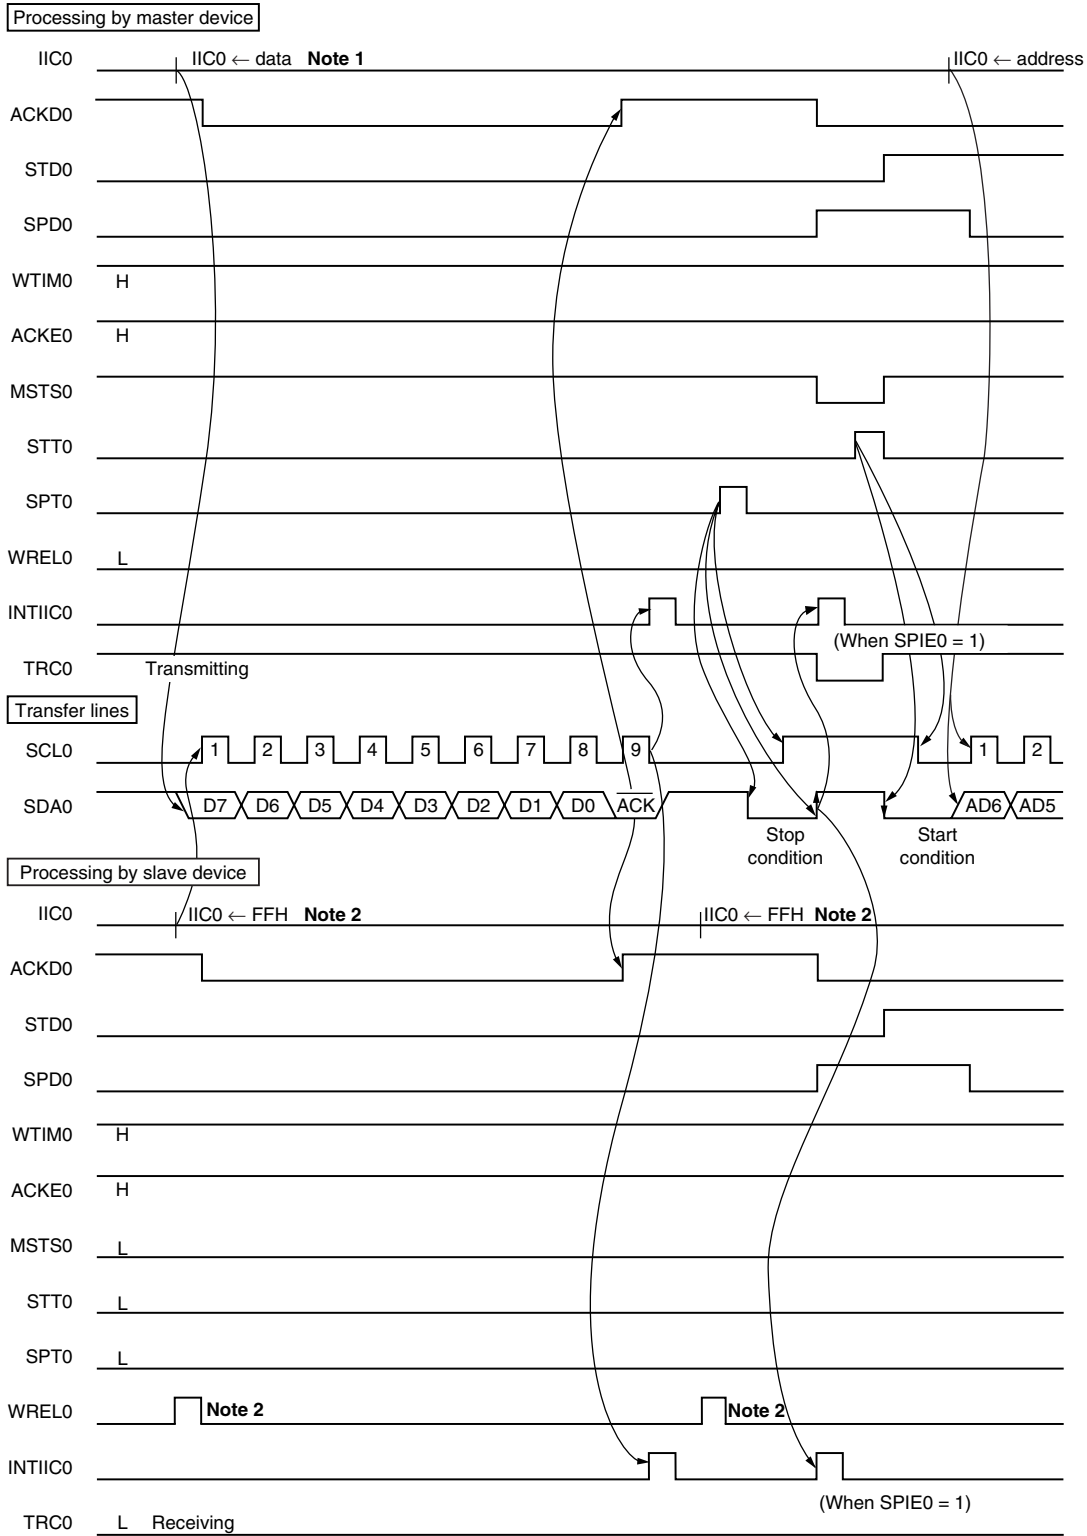 Processing by master device
IIC0 IIC0 ← data Note 1 IIC0 ← address
ACKD0
STD0
SPD0
WTIM0 H
ACKE0 H
MSTS0
STT0
SPT0
WREL0 L
INTIIC0
(When SPIE0 = 1)
TRC0 Transmitting
Transfer lines
SCL0 1 2 3 4 5 6 7 8 9 1 2
SDA0 D7 D6 D5 D4 D3 D2 D1 D0 ACK AD6 AD5
Stop Start
condition condition
Processing by slave device
IIC0 IIC0 ← FFH Note 2 IIC0 ← FFH Note 2
ACKD0
STD0
SPD0
WTIM0 H
ACKE0 H
MSTS0 L
STT0 L
SPT0 L
WREL0 Note 2 Note 2
INTIIC0
(When SPIE0 = 1)
TRC0 L Receiving